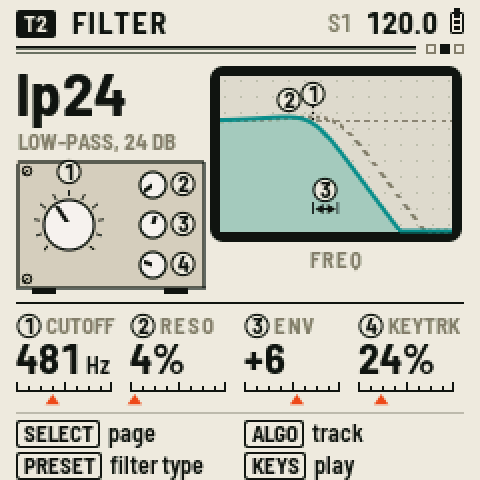 T2 FILTER S1 120.0
lp24
LOW-PASS, 24 DB
1
2
3
4
2 1
3
FREQ
1 CUTOFF 2 RESO 3 ENV 4 KEYTRK
481 Hz 4% +6 24%
SELECT page ALGO track
PRESET filter type KEYS play